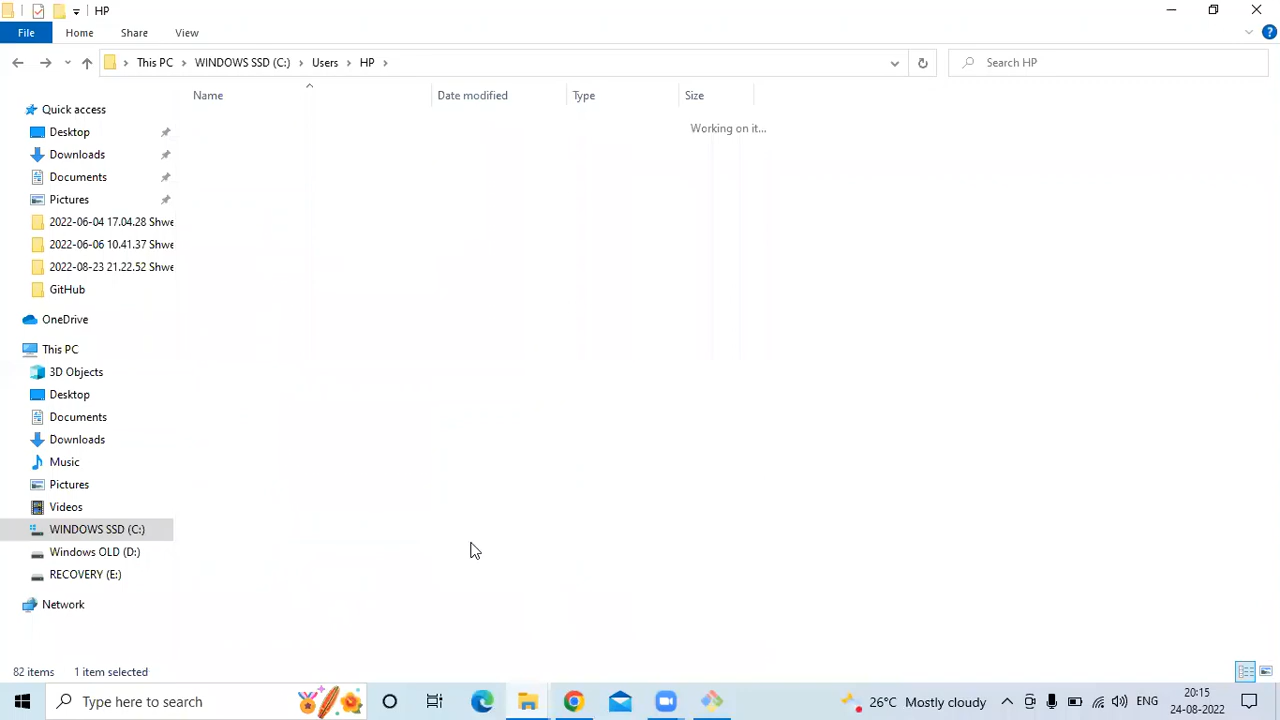 HP
File Home Share View
This PC WINDOWS SSD (C:) Users HP Search HP
Name Date modified Type Size
Working on it...
Quick access
Desktop
Downloads
Documents
Pictures
2022-06-04 17.04.28 Shwe
2022-06-06 10.41.37 Shwe
2022-08-23 21.22.52 Shwe
GitHub
OneDrive
This PC
3D Objects
Desktop
Documents
Downloads
Music
Pictures
Videos
WINDOWS SSD (C:)
Windows OLD (D:)
RECOVERY (E:)
Network
82 items 1 item selected
Type here to search 26°C Mostly cloudy ENG 20:15
24-08-2022